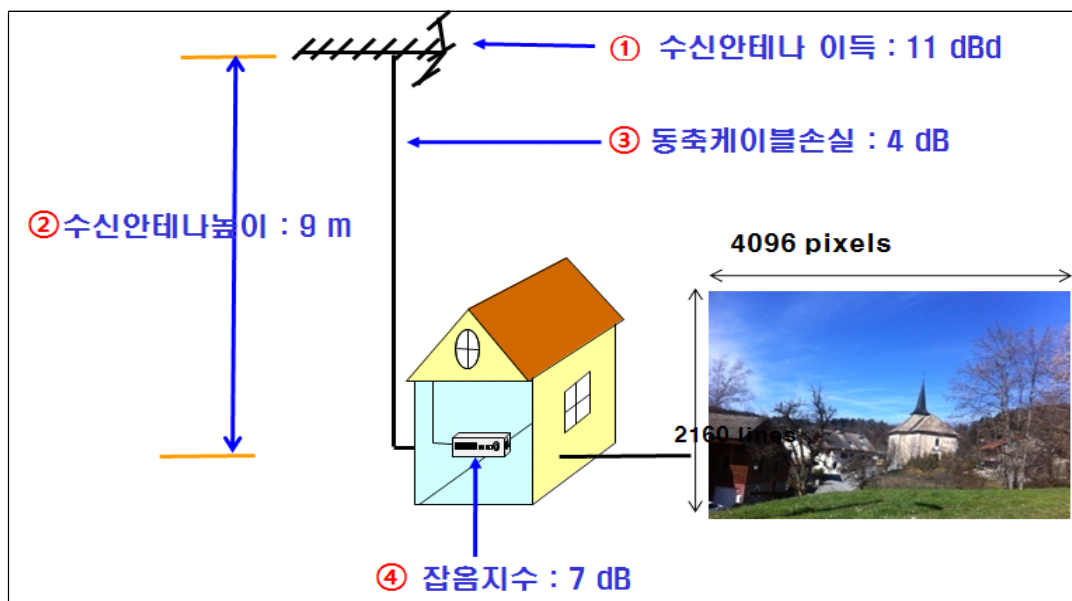 ① 수신안테나 이득 : 11 dBd
③ 동축케이블손실 : 4 dB
②수신안테나높이 : 9 m
4096 pixels
2160 lines
④ 잡음지수 : 7 dB